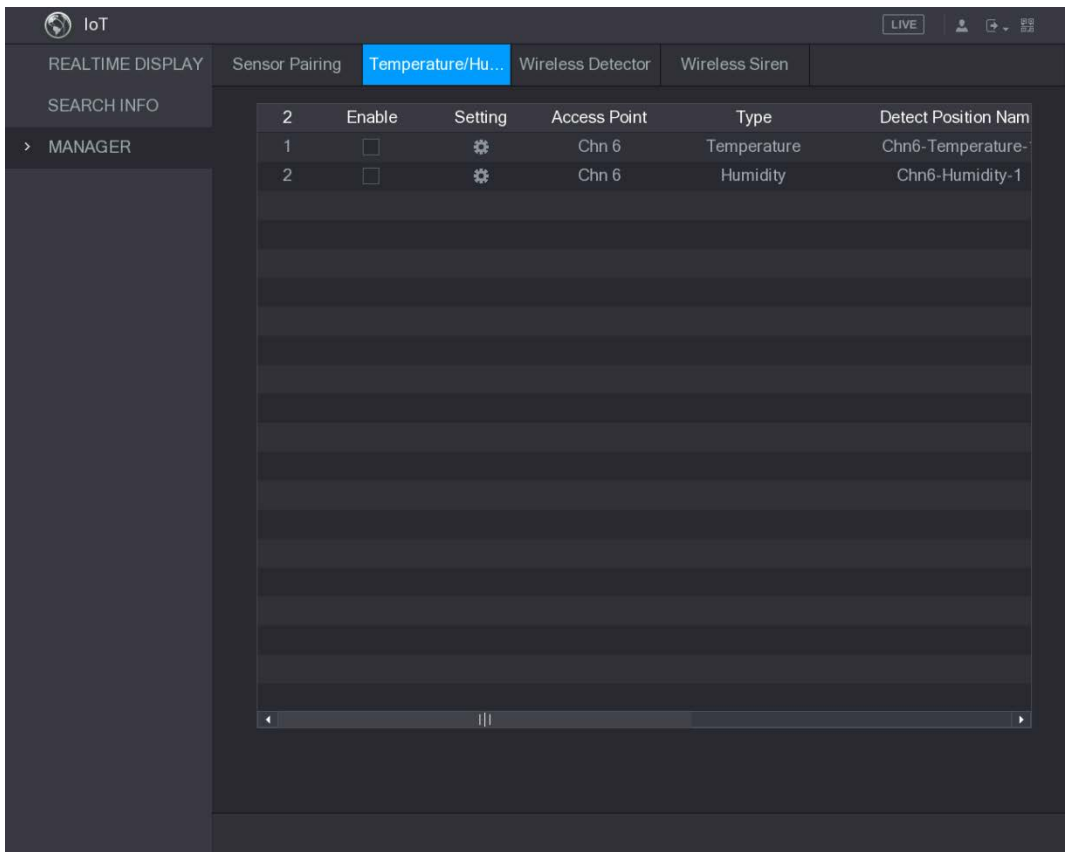 IoT LIVE
REALTIME DISPLAY
SEARCH INFO
> MANAGER
Sensor Pairing Temperature/Hu... Wireless Detector Wireless Siren
2 Enable Setting Access Point Type Detect Position Nam
1 Chn 6 Temperature Chn6-Temperature-1
2 Chn 6 Humidity Chn6-Humidity-1